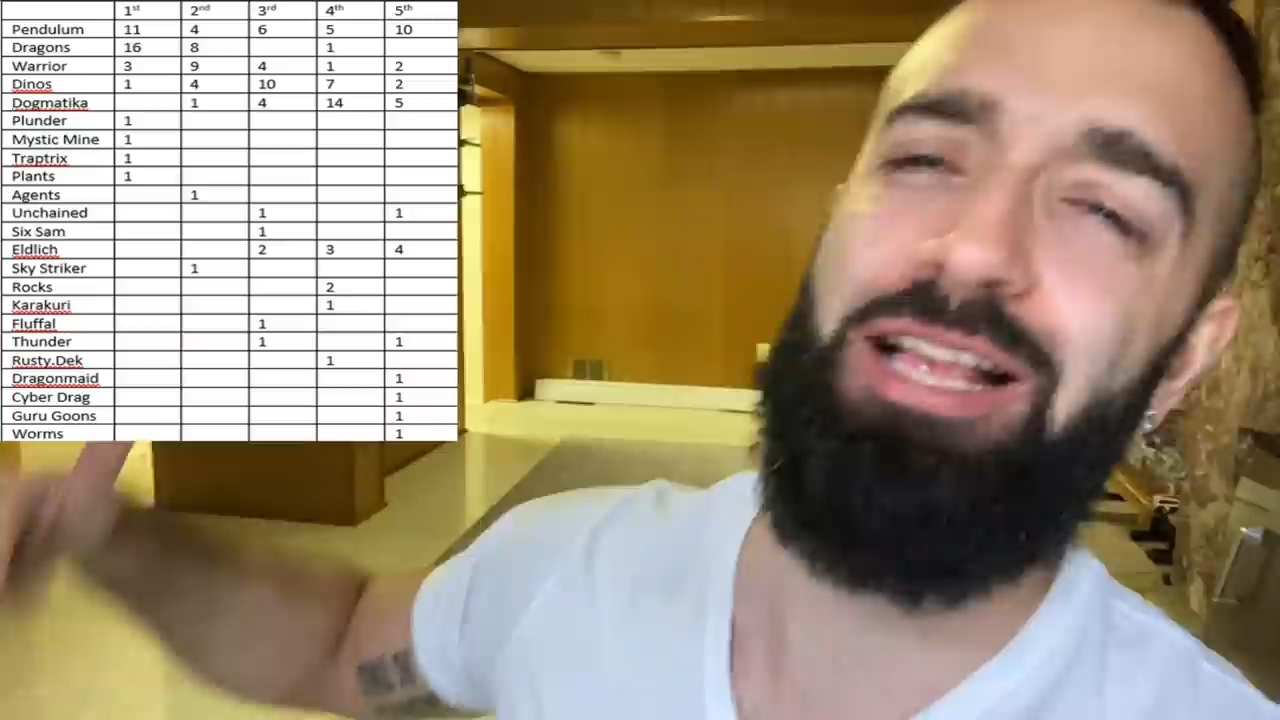 1st 2nd 3rd 4th 5th
Pendulum 11 4 6 5 10
Dragons 16 8 1
Warrior 3 9 4 1 2
Dinos 1 4 10 7 2
Dogmatika 1 4 14 5
Plunder 1
Mystic Mine 1
Traptrix 1
Plants 1
Agents 1
Unchained 1 1
Six Sam 1
Eldlich 2 3 4
Sky Striker 1
Rocks 2
Karakuri 1
Fluffal 1
Thunder 1 1
Rusty.Dek 1
Dragonmaid 1
Cyber Drag 1
Guru Goons 1
Worms 1